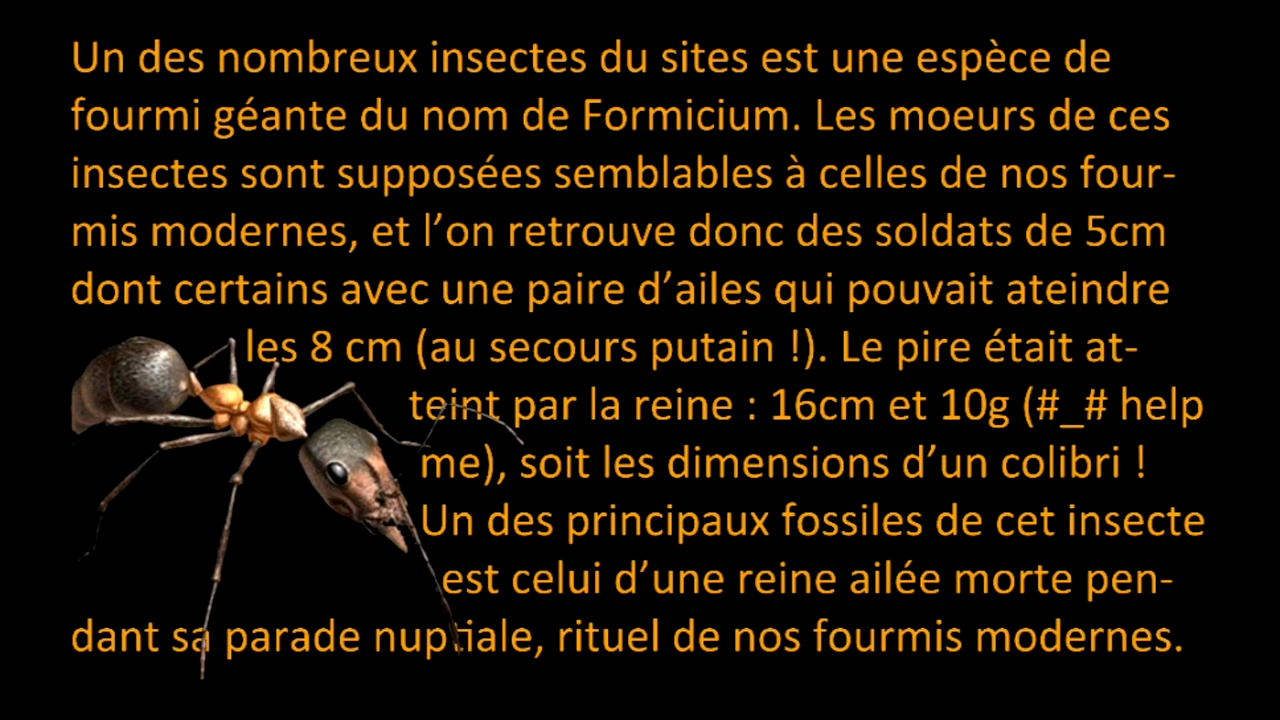 Un des nombreux insectes du sites est une espèce de
fourmi géante du nom de Formicium. Les moeurs de ces
insectes sont supposées semblables à celles de nos four-
mis modernes, et l’on retrouve donc des soldats de 5cm
dont certains avec une paire d’ailes qui pouvait ateindre
les 8 cm (au secours putain !). Le pire était at-
teint par la reine : 16cm et 10g (#_# help
me), soit les dimensions d’un colibri !
Un des principaux fossiles de cet insecte
est celui d’une reine ailée morte pen-
dant sa parade nuptiale, rituel de nos fourmis modernes.